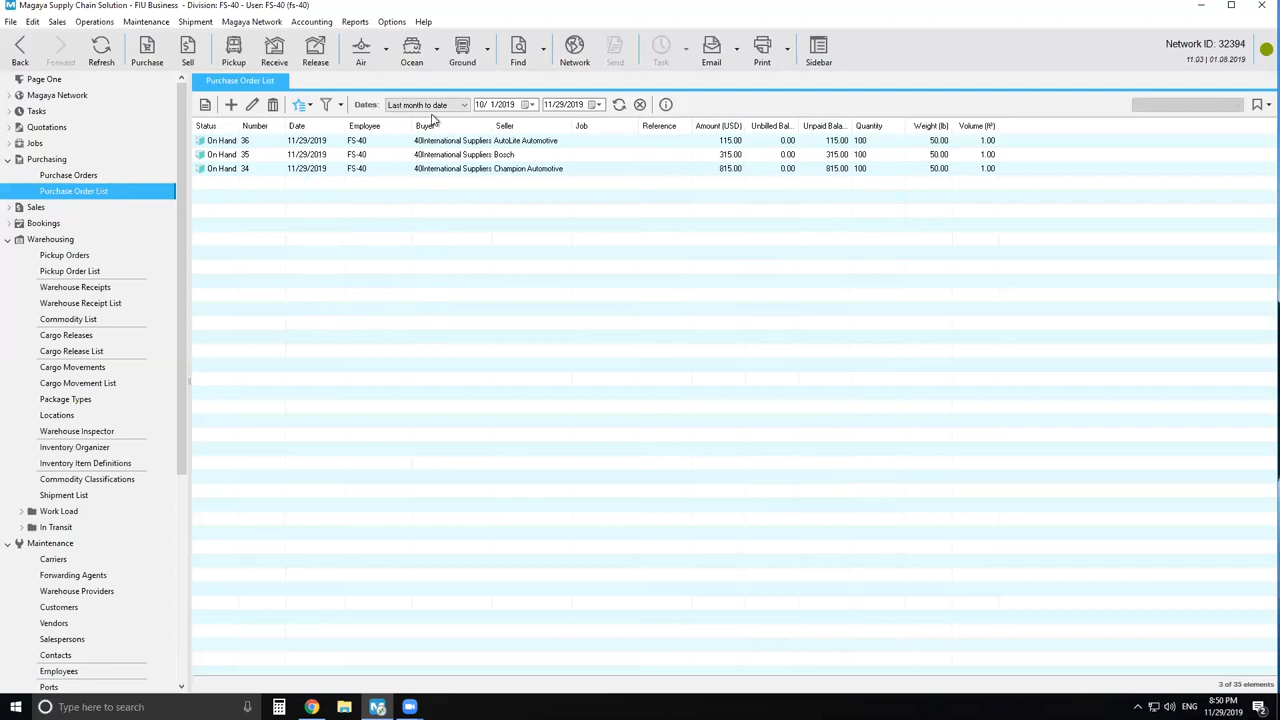 Magaya Supply Chain Solution - FIU Business - Division: FS-40 - User: FS-40 (fs-40)
File Edit Sales Operations Maintenance Shipment Magaya Network Accounting Reports Options Help
Back Forward Refresh Purchase Sell Pickup Receive Release Air Ocean Ground Find Network Send Task Email Print Sidebar
Network ID: 32394
11.03 | 01.08.2019
Page One
Magaya Network
Tasks
Quotations
Jobs
Purchasing
Purchase Orders
Purchase Order List
Sales
Bookings
Warehousing
Pickup Orders
Pickup Order List
Warehouse Receipts
Warehouse Receipt List
Commodity List
Cargo Releases
Cargo Release List
Cargo Movements
Cargo Movement List
Package Types
Locations
Warehouse Inspector
Inventory Organizer
Inventory Item Definitions
Commodity Classifications
Shipment List
Work Load
In Transit
Maintenance
Carriers
Forwarding Agents
Warehouse Providers
Customers
Vendors
Salespersons
Contacts
Employees
Ports
Purchase Order List
Dates: Last month to date 10/ 1/2019 11/29/2019
Status Number Date Employee Buyer Seller Job Reference Amount (USD) Unbilled Bal... Unpaid Bala... Quantity Weight (lb) Volume (ft³)
On Hand 36 11/29/2019 FS-40 40International Suppliers AutoLite Automotive 115.00 0.00 115.00 100 50.00 1.00
On Hand 35 11/29/2019 FS-40 40International Suppliers Bosch 315.00 0.00 315.00 100 50.00 1.00
On Hand 34 11/29/2019 FS-40 40International Suppliers Champion Automotive 815.00 0.00 815.00 100 50.00 1.00
3 of 35 elements
Type here to search
ENG
8:50 PM
11/29/2019
2